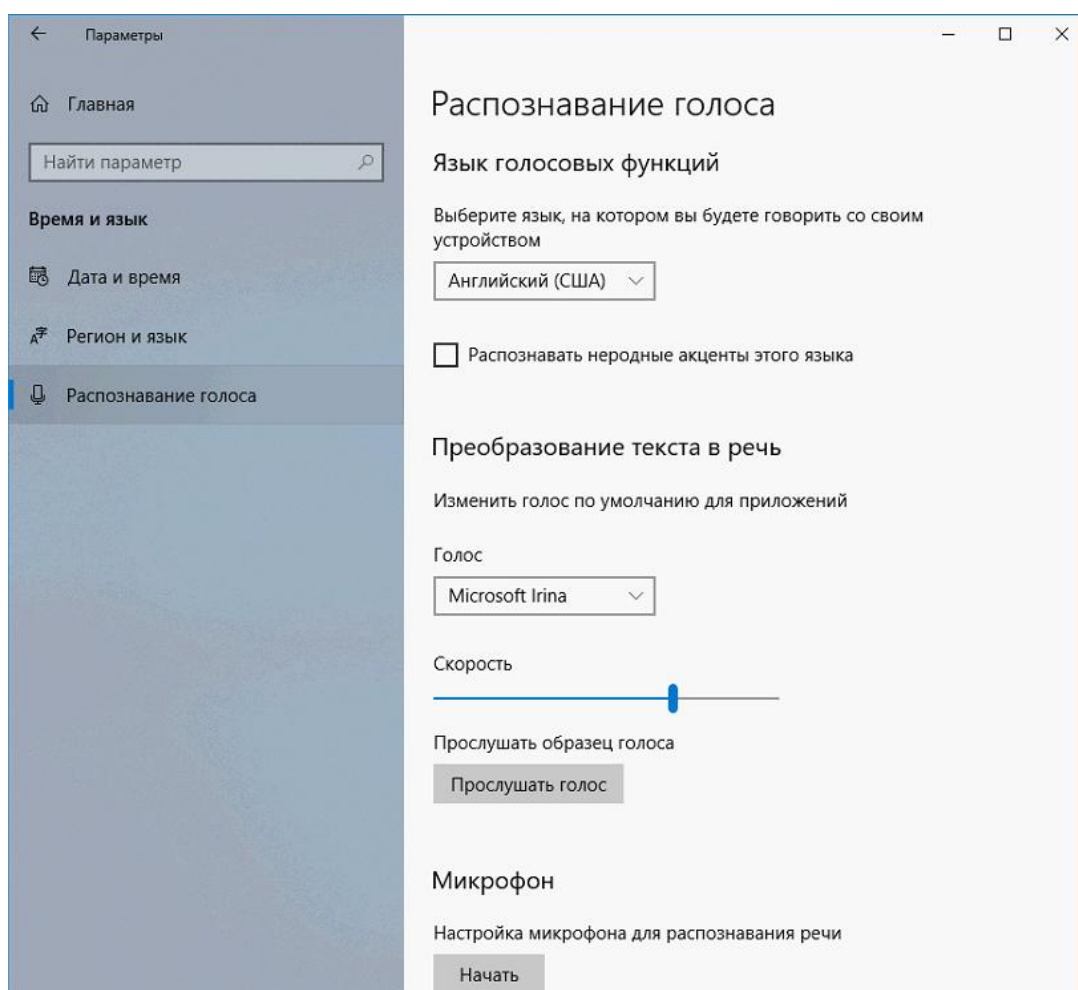 Параметры
Главная
Найти параметр
Время и язык
Дата и время
Регион и язык
Распознавание голоса
Распознавание голоса
Язык голосовых функций
Выберите язык, на котором вы будете говорить со своим
устройством
Английский (США)
Распознавать неродные акценты этого языка
Преобразование текста в речь
Изменить голос по умолчанию для приложений
Голос
Microsoft Irina
Скорость
Прослушать образец голоса
Прослушать голос
Микрофон
Настройка микрофона для распознавания речи
Начать